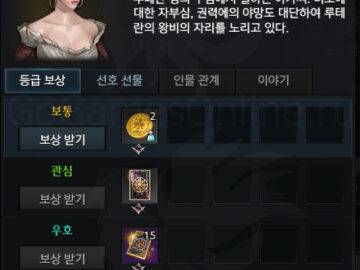 대한 자부심, 권력에의 야망도 대단하여 루테
란의 왕비의 자리를 노리고 있다.
등급 보상
선호 선물
인물 관계
이야기
보통
보상 받기
2
관심
보상 받기
우호
보상 받기
15